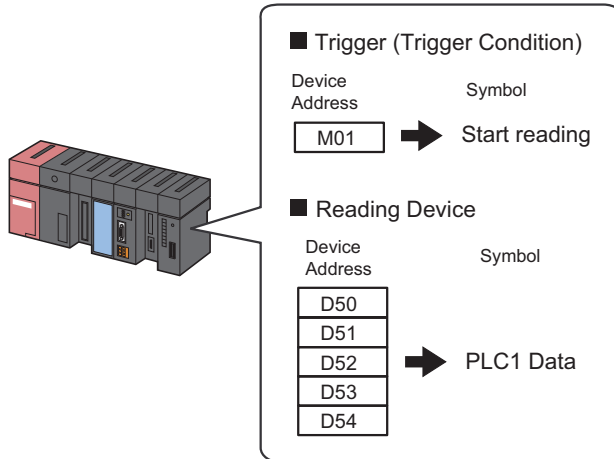 ■ Trigger (Trigger Condition)
Device
Address
Symbol
M01
Start reading
■ Reading Device
Device
Address
Symbol
D50
D51
D52
D53
D54
PLC1 Data